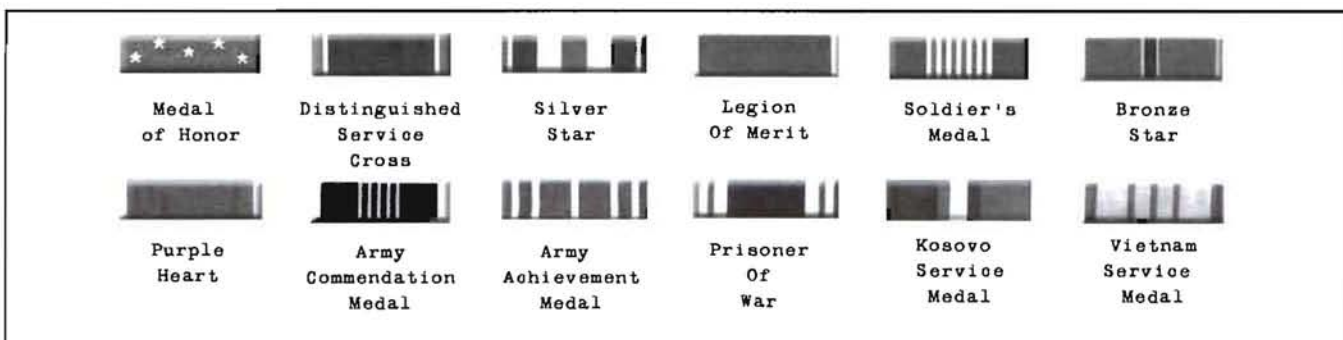 Medal
of Honor
Distinguished
Service
Cross
Silver
Star
Legion
Of Merit
Soldier's
Medal
Bronze
Star
Purple
Heart
Army
Commendation
Medal
Army
Achievement
Medal
Prisoner
Of
War
Kosovo
Service
Medal
Vietnam
Service
Medal